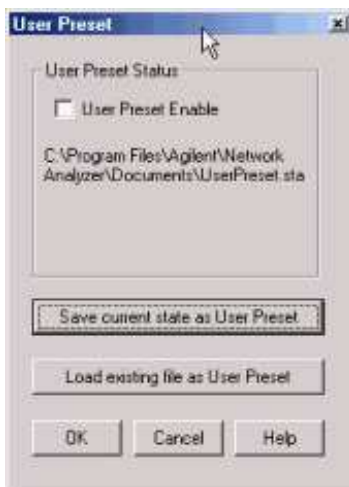 User Preset
User Preset Status
User Preset Enable
C:\Program Files\Agilent\Network
Analyzer\Documents\UserPreset.sta
Save current state as User Preset
Load existing file as User Preset
OK Cancel Help